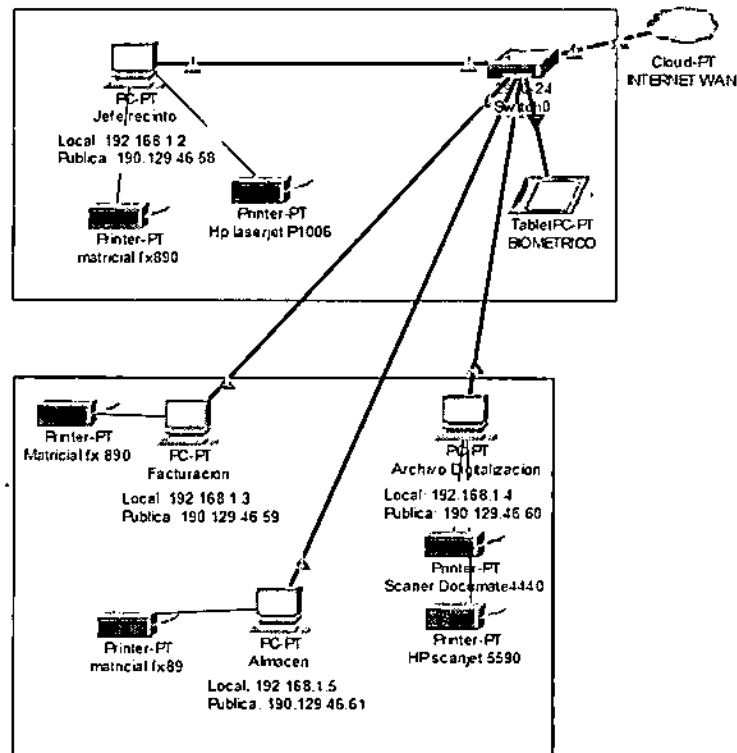 Cloud-PT
INTERNET WAN
PC-PT
Jefe recinto
Local 192 168 1 2
Publica: 190.129 46 58
Switch0
Printer-PT
Hp laserjet P1006
TabletPC-PT
BIOMETRICO
Printer-PT
matricial fx890
Printer-PT
Matricial fx 890
PC-PT
Facturacion
Local 192 168 1 3
Publica: 190 129 46 59
PC-PT
Archivo Digitalizacion
Local: 192.168.1.4
Publica: 190 129.46.60
Printer-PT
Scaner Docomate4440
Printer-PT
HP scanjet 5590
Printer-PT
matricial fx89
PC-PT
Almacen
Local. 192 168.1.5
Publica. 190.129.46.61